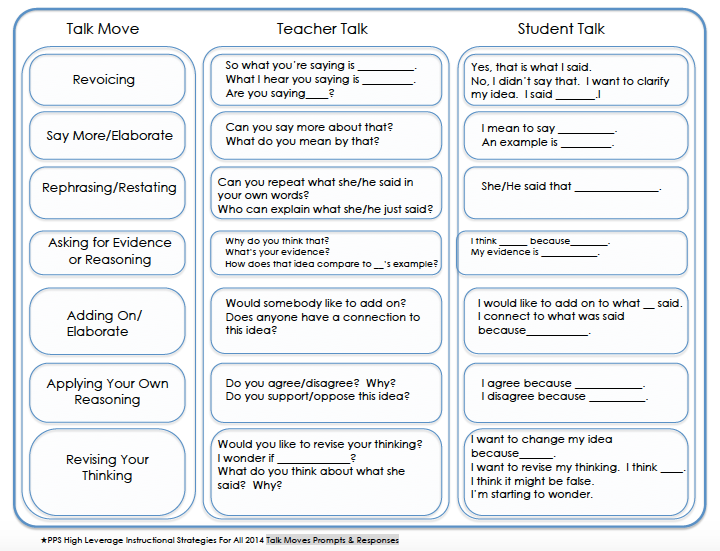 Talk Move
Teacher Talk
Student Talk
Revoicing
So what you're saying is __________.
What I hear you saying is _________.
Are you saying____?
Yes, that is what I said.
No, I didn't say that.  I want to clarify
my idea.  I said _______.I
Say More/Elaborate
Can you say more about that?
What do you mean by that?
I mean to say __________.
An example is _________.
Rephrasing/Restating
Can you repeat what she/he said in
your own words?
Who can explain what she/he just said?
She/He said that _______________.
Asking for Evidence
or Reasoning
Why do you think that?
What's your evidence?
How does that idea compare to __'s example?
I think ______ because________.
My evidence is ____________.
Adding On/
Elaborate
Would somebody like to add on?
Does anyone have a connection to
this idea?
I would like to add on to what __ said.
I connect to what was said
because___________.
Applying Your Own
Reasoning
Do you agree/disagree?  Why?
Do you support/oppose this idea?
I agree because ____________.
I disagree because __________.
Revising Your
Thinking
Would you like to revise your thinking?
I wonder if _____________?
What do you think about what she
said?  Why?
I want to change my idea
because______.
I want to revise my thinking.  I think ____.
I think it might be false.
I'm starting to wonder.
★PPS High Leverage Instructional Strategies For All 2014 Talk Moves Prompts & Responses